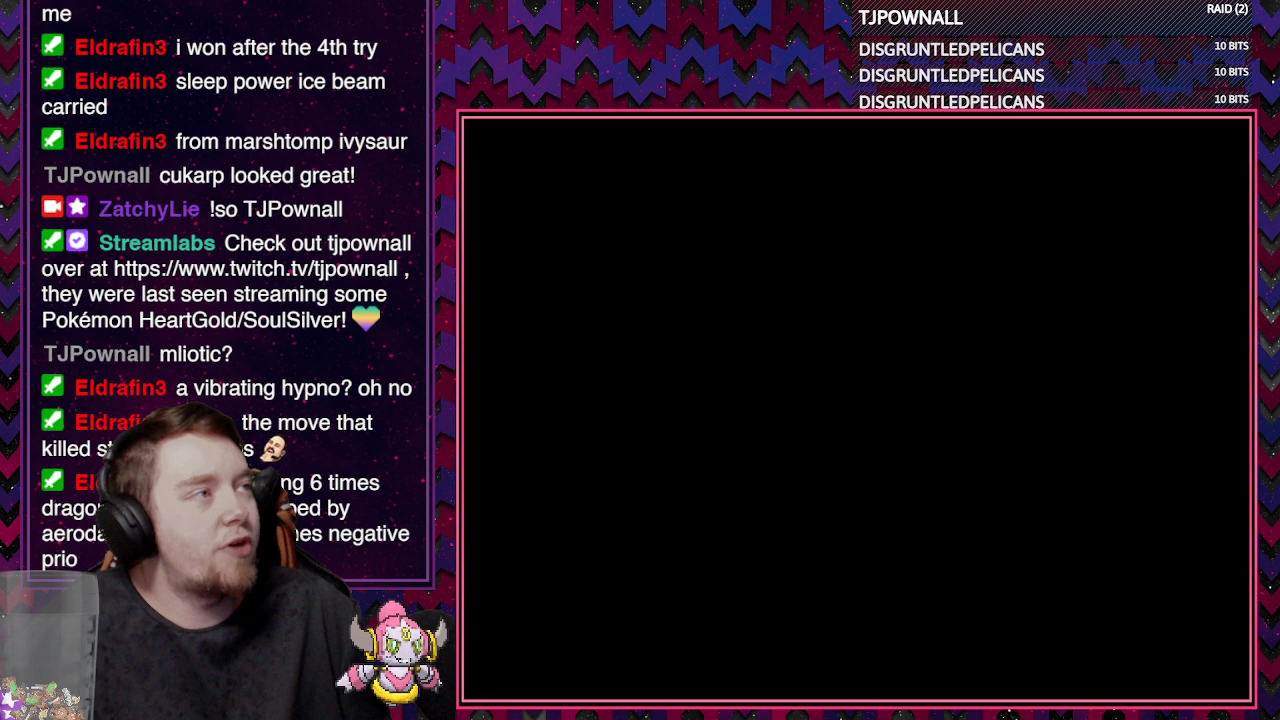 me
Eldrafin3 i won after the 4th try
Eldrafin3 sleep power ice beam
carried
Eldrafin3 from marshtomp ivysaur
TJPownall cukarp looked great!
ZatchyLie !so TJPownall
Streamlabs Check out tjpownall
over at https://www.twitch.tv/tjpownall ,
they were last seen streaming some
Pokémon HeartGold/SoulSilver!
TJPownall mliotic?
Eldrafin3 a vibrating hypno? oh no
the move that
killed
6 times
by
negative
prio
TJPOWNALL RAID (2)
DISGRUNTLEDPELICANS 10 BITS
DISGRUNTLEDPELICANS 10 BITS
DISGRUNTLEDPELICANS 10 BITS